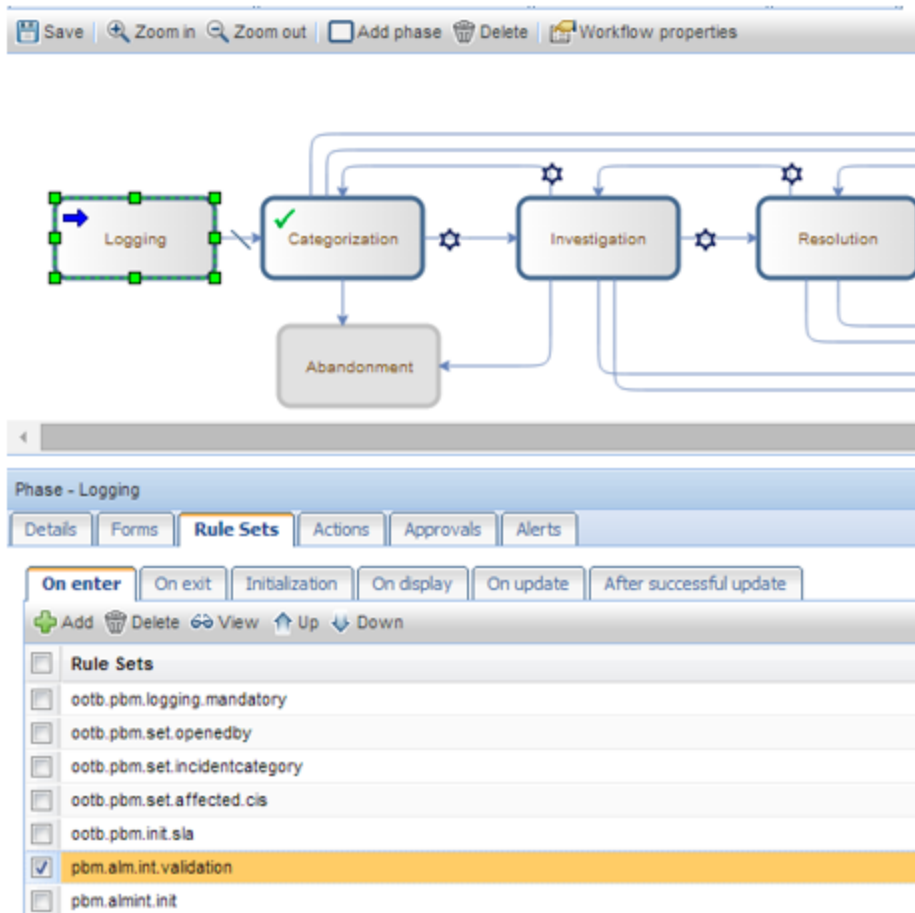 Save Zoom in Zoom out Add phase Delete Workflow properties
Logging Categorization Investigation Resolution
Abandonment
Phase - Logging
Details Forms Rule Sets Actions Approvals Alerts
On enter On exit Initialization On display On update After successful update
Add Delete View Up Down
Rule Sets
ootb.pbm.logging.mandatory
ootb.pbm.set.openedby
ootb.pbm.set.incidentcategory
ootb.pbm.set.affected.cis
ootb.pbm.init.sla
pbm.alm.int.validation
pbm.almint.init